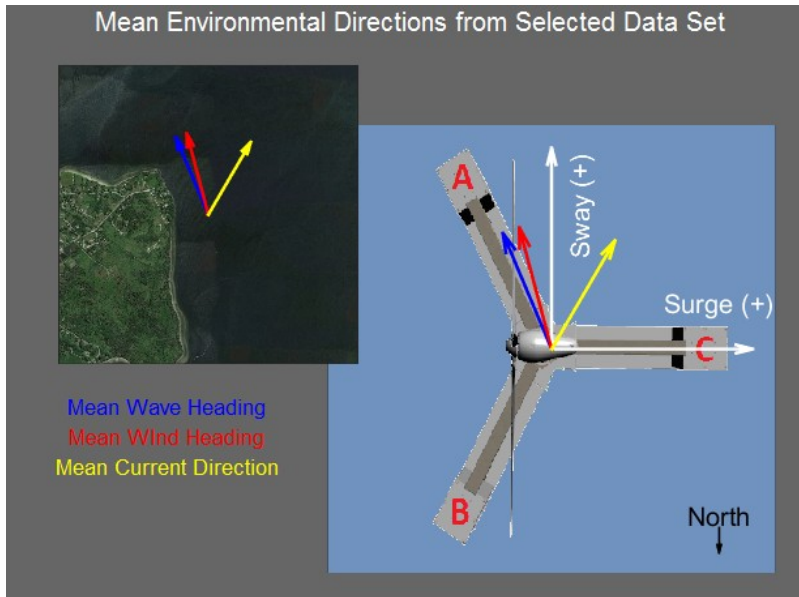 Mean Environmental Directions from Selected Data Set
A
Sway (+)
Surge (+)
C
Mean Wave Heading
Mean WInd Heading
Mean Current Direction
B
North